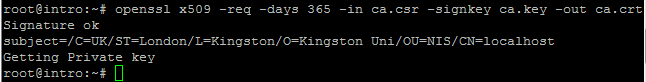 root@intro:~# openssl x509 -req -days 365 -in ca.csr -signkey ca.key -out ca.crt
Signature ok
subject=/C=UK/ST=London/L=Kingston/O=Kingston Uni/OU=NIS/CN=localhost
Getting Private key
root@intro:~#